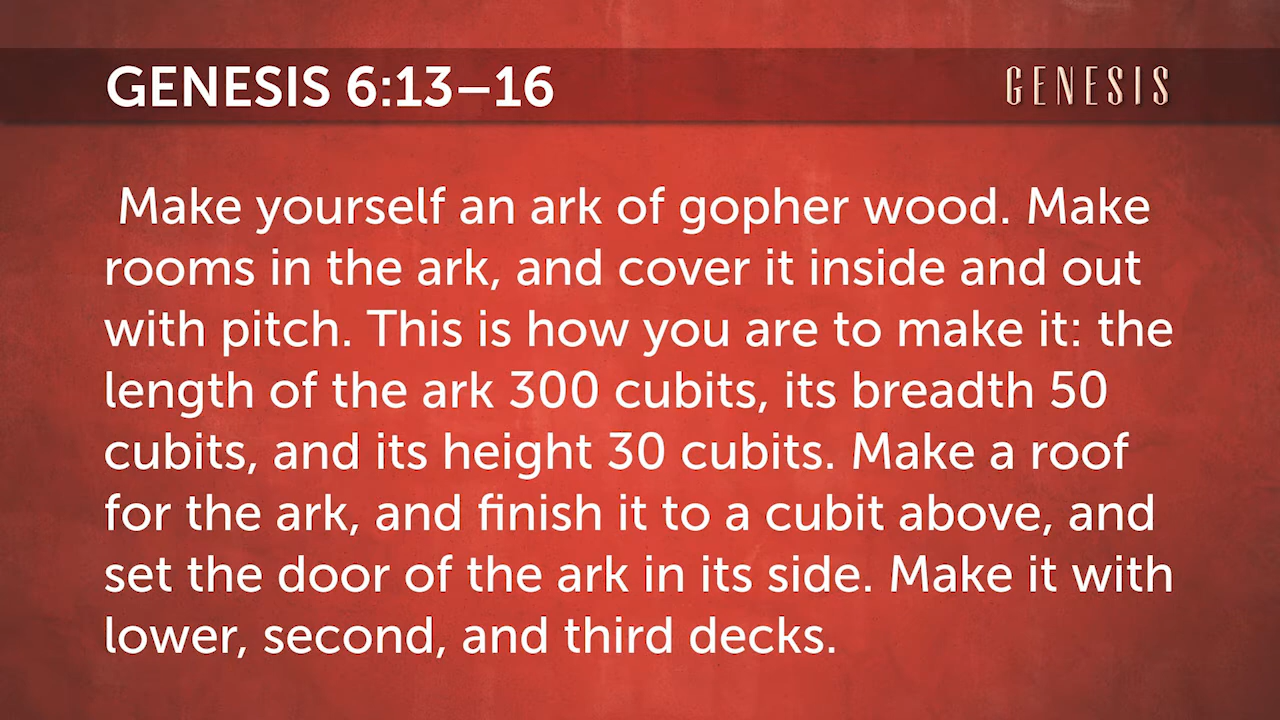 GENESIS 6:13–16
GENESIS
Make yourself an ark of gopher wood. Make
rooms in the ark, and cover it inside and out
with pitch. This is how you are to make it: the
length of the ark 300 cubits, its breadth 50
cubits, and its height 30 cubits. Make a roof
for the ark, and finish it to a cubit above, and
set the door of the ark in its side. Make it with
lower, second, and third decks.